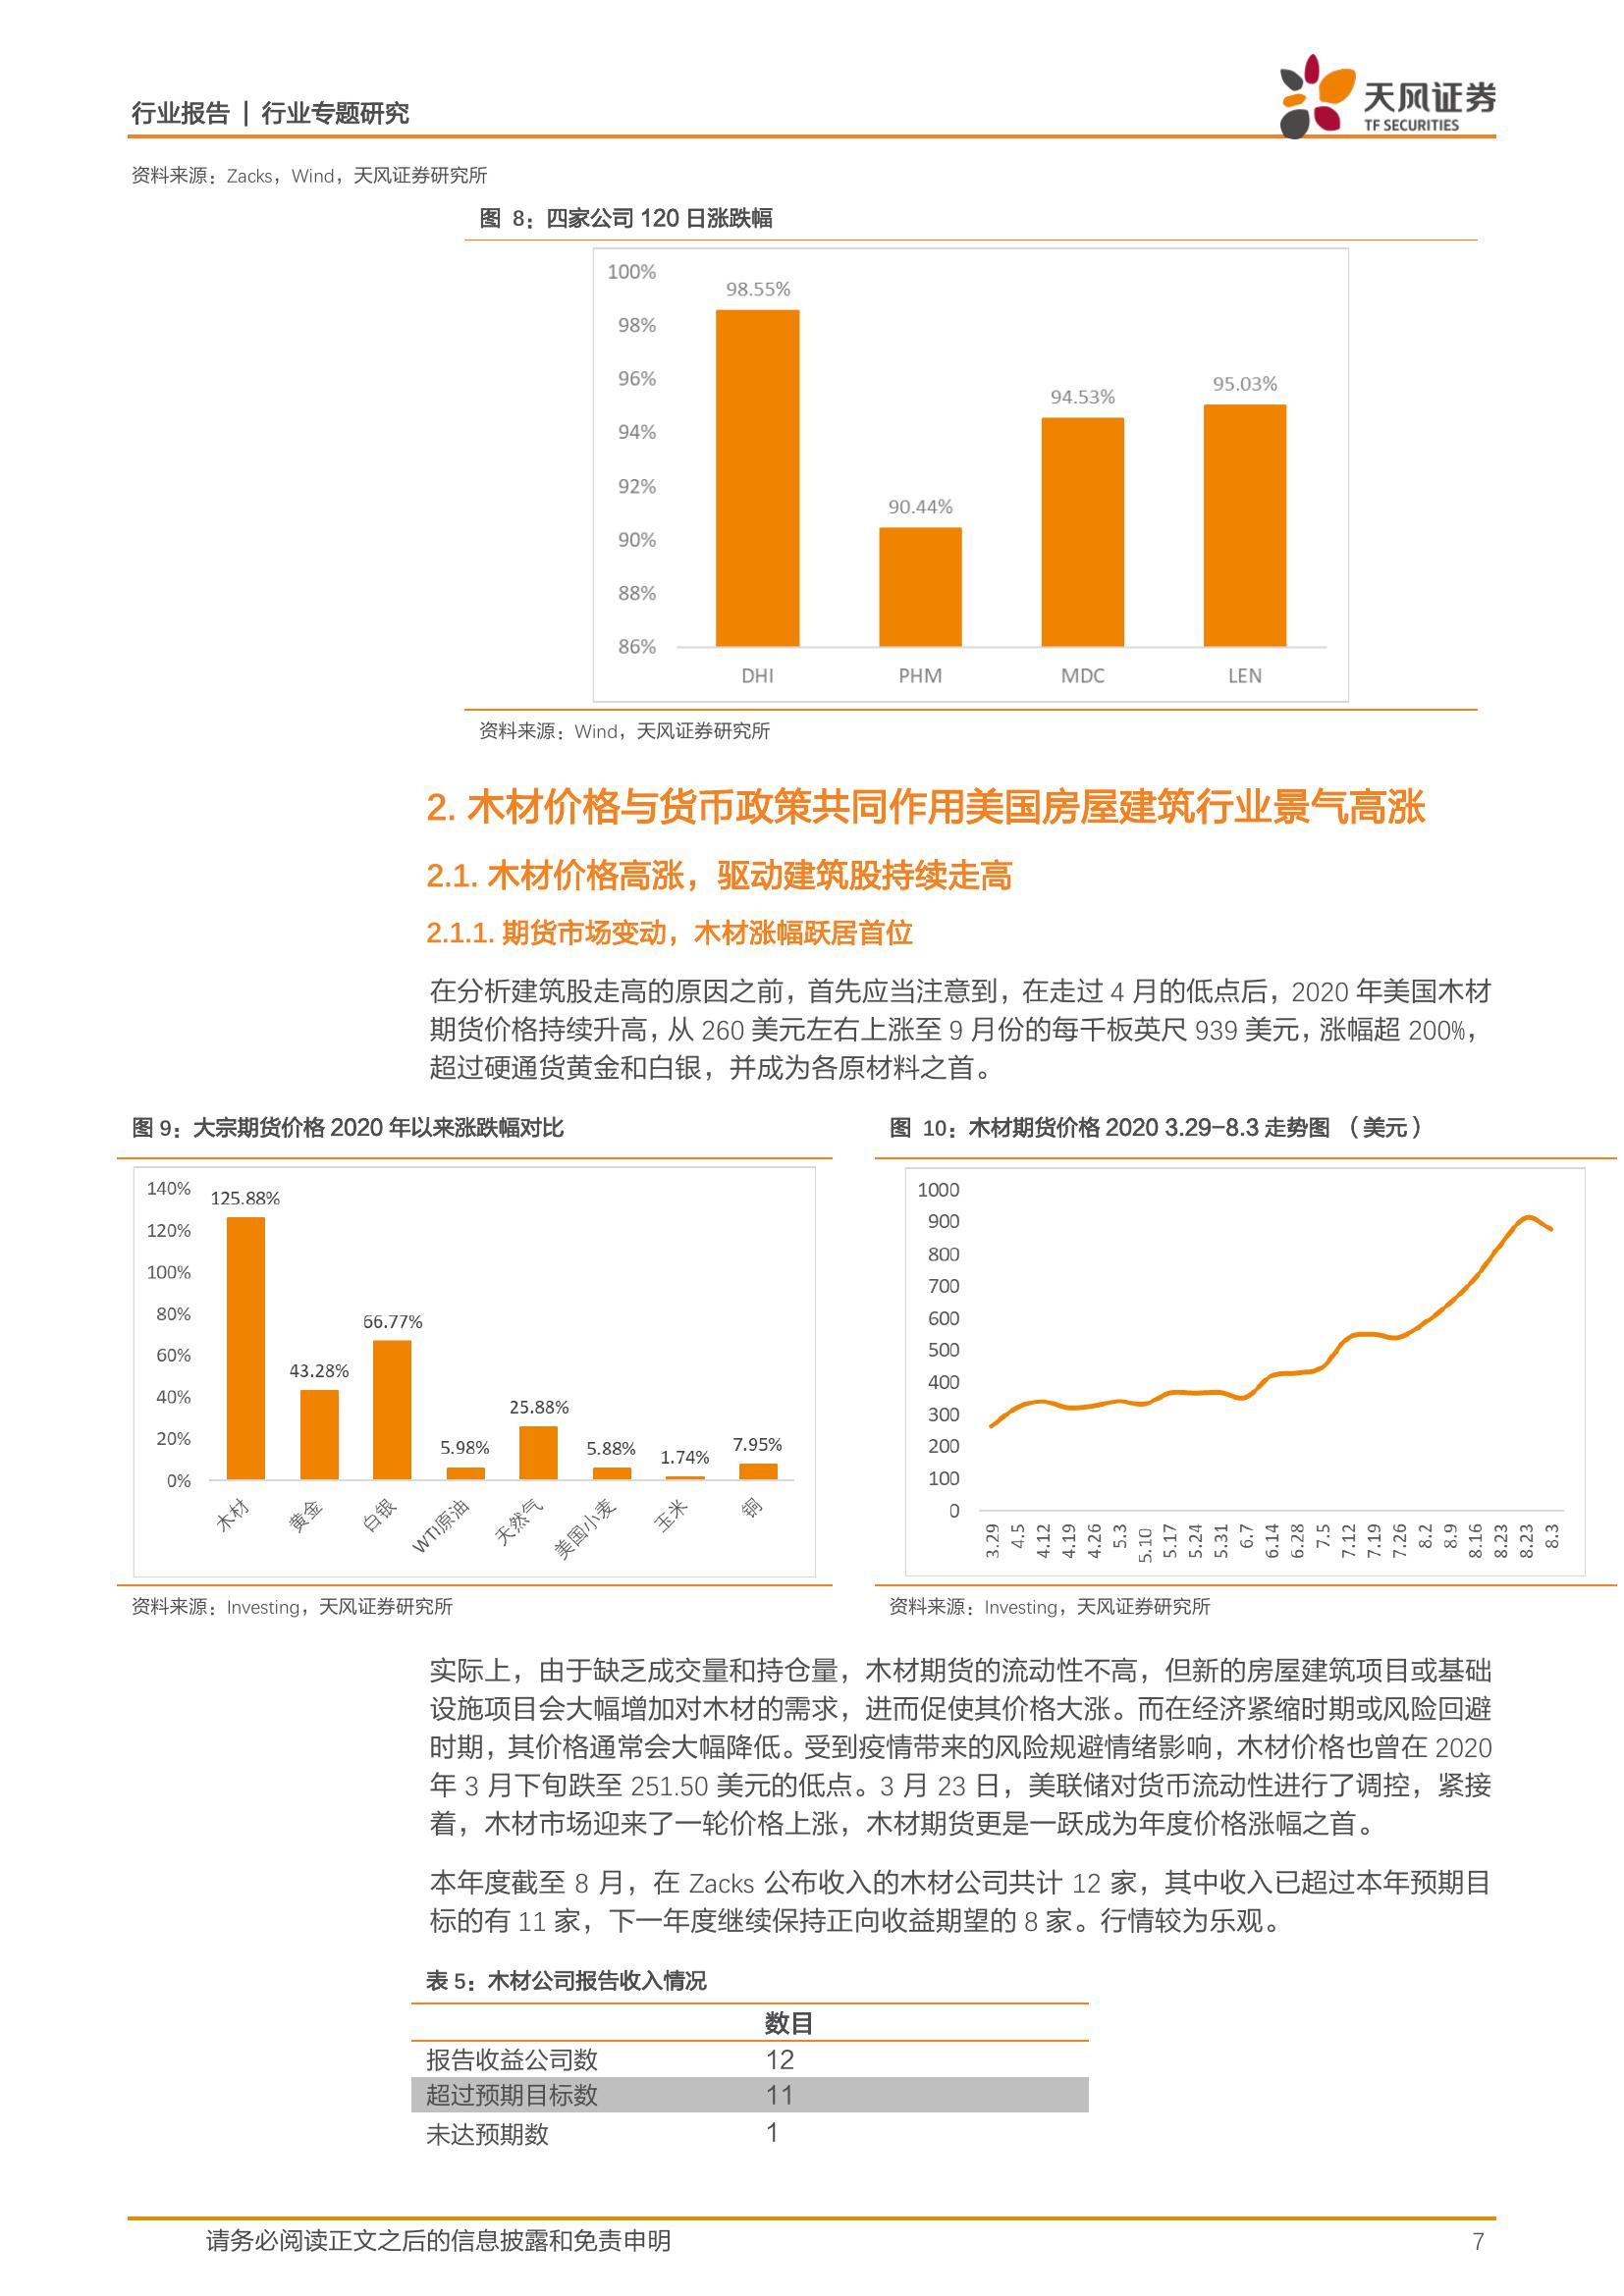 行业报告 | 行业专题研究
天风证券
TF SECURITIES
资料来源：Zacks，Wind，天风证券研究所
图 8：四家公司 120 日涨跌幅
100%
98%
96%
94%
92%
90%
88%
86%
98.55%
90.44%
94.53%
95.03%
DHI
PHM
MDC
LEN
资料来源：Wind，天风证券研究所
2. 木材价格与货币政策共同作用美国房屋建筑行业景气高涨
2.1. 木材价格高涨，驱动建筑股持续走高
2.1.1. 期货市场变动，木材涨幅跃居首位
在分析建筑股走高的原因之前，首先应当注意到，在走过 4 月的低点后，2020 年美国木材
期货价格持续升高，从 260 美元左右上涨至 9 月份的每千板英尺 939 美元，涨幅超 200%，
超过硬通货黄金和白银，并成为各原材料之首。
图 9：大宗期货价格 2020 年以来涨跌幅对比
140%
120%
100%
80%
60%
40%
20%
0%
125.88%
43.28%
66.77%
5.98%
25.88%
5.88%
1.74%
7.95%
木材
黄金
白银
WTI原油
天然气
美国小麦
玉米
铜
资料来源：Investing，天风证券研究所
图 10：木材期货价格 2020 3.29-8.3 走势图 （美元）
1000
900
800
700
600
500
400
300
200
100
0
3.29
4.5
4.12
4.19
4.26
5.3
5.10
5.17
5.24
5.31
6.7
6.14
6.28
7.5
7.12
7.19
7.26
8.2
8.9
8.16
8.23
8.23
8.3
资料来源：Investing，天风证券研究所
实际上，由于缺乏成交量和持仓量，木材期货的流动性不高，但新的房屋建筑项目或基础
设施项目会大幅增加对木材的需求，进而促使其价格大涨。而在经济紧缩时期或风险回避
时期，其价格通常会大幅降低。受到疫情带来的风险规避情绪影响，木材价格也曾在 2020
年 3 月下旬跌至 251.50 美元的低点。3 月 23 日，美联储对货币流动性进行了调控，紧接
着，木材市场迎来了一轮价格上涨，木材期货更是一跃成为年度价格涨幅之首。
本年度截至 8 月，在 Zacks 公布收入的木材公司共计 12 家，其中收入已超过本年预期目
标的有 11 家，下一年度继续保持正向收益期望的 8 家。行情较为乐观。
表 5：木材公司报告收入情况
数目
报告收益公司数 12
超过预期目标数 11
未达预期数 1
请务必阅读正文之后的信息披露和免责申明 7